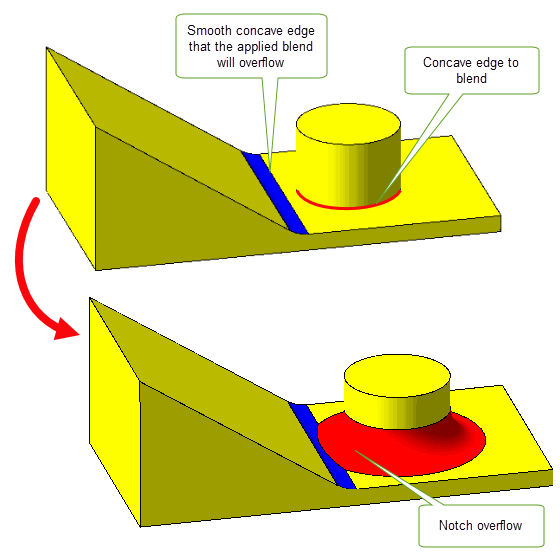 Smooth concave edge
that the applied blend
will overflow
Concave edge to
blend
Notch overflow